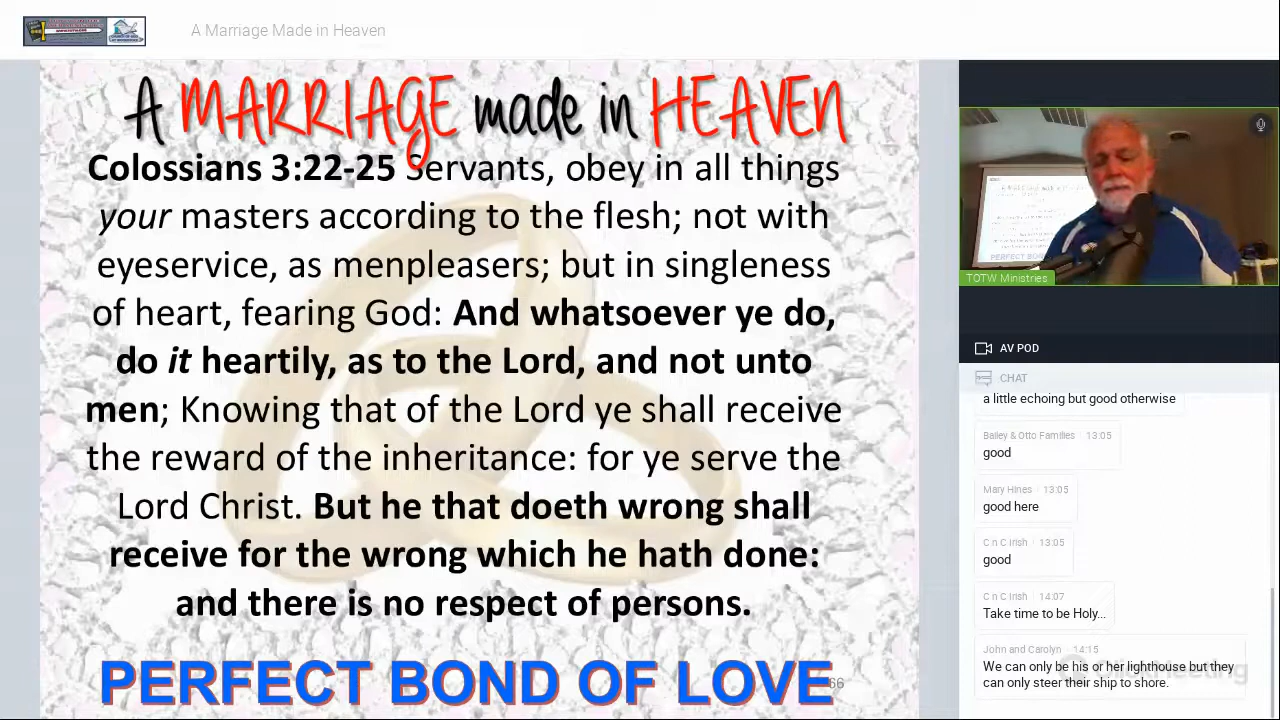 A Marriage Made in Heaven
A MARRIAGE made in HEAVEN
Colossians 3:22-25 Servants, obey in all things
your masters according to the flesh; not with
eyeservice, as menpleasers; but in singleness
of heart, fearing God: And whatsoever ye do,
do it heartily, as to the Lord, and not unto
men; Knowing that of the Lord ye shall receive
the reward of the inheritance: for ye serve the
Lord Christ. But he that doeth wrong shall
receive for the wrong which he hath done:
and there is no respect of persons.
PERFECT BOND OF LOVE
66
PERFECT BOND
TOTW Ministries
AV POD
CHAT
a little echoing but good otherwise
Bailey & Otto Families · 13:05
good
Mary Hines · 13:05
good here
C n C Irish · 13:05
good
C n C Irish · 14:07
Take time to be Holy...
John and Carolyn · 14:15
We can only be his or her lighthouse but they
can only steer their ship to shore.